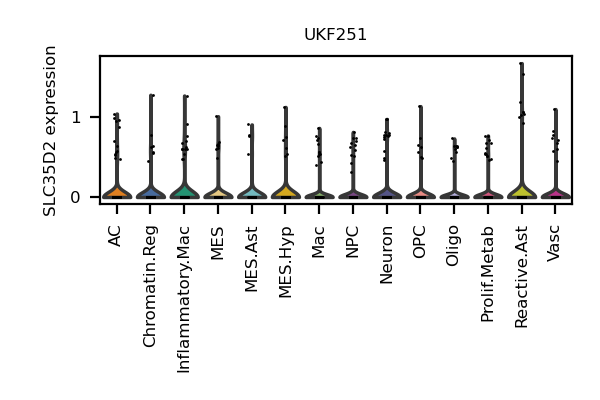 UKF251
SLC35D2 expression
1
0
AC
Chromatin.Reg
Inflammatory.Mac
MES
MES.Ast
MES.Hyp
Mac
NPC
Neuron
OPC
Oligo
Prolif.Metab
Reactive.Ast
Vasc